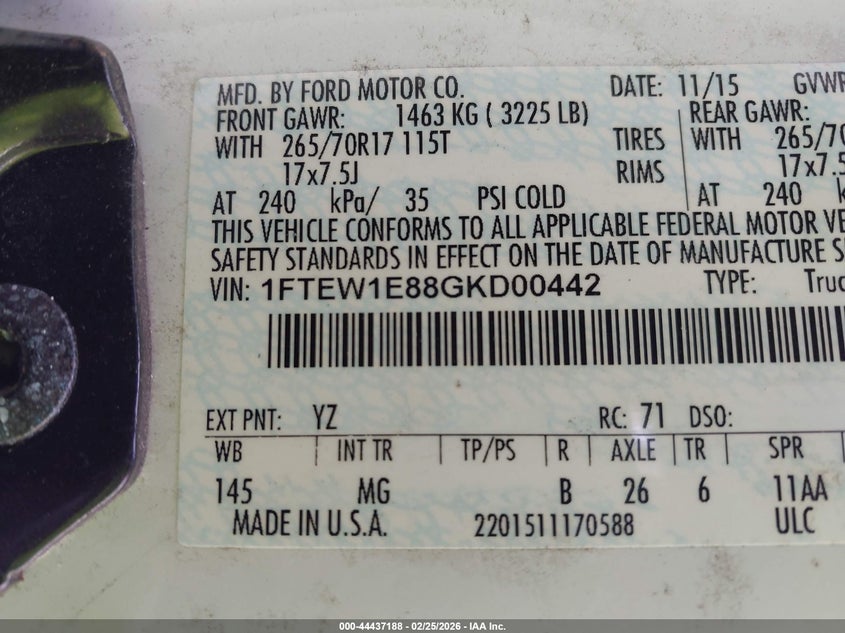 MFD. BY FORD MOTOR CO. DATE: 11/15 GVWR
FRONT GAWR: 1463 KG ( 3225 LB) REAR GAWR:
WITH 265/70R17 115T TIRES WITH 265/70
17x7.5J RIMS 17x7.5
AT 240 kPa/ 35 PSI COLD AT 240 k
THIS VEHICLE CONFORMS TO ALL APPLICABLE FEDERAL MOTOR VE
SAFETY STANDARDS IN EFFECT ON THE DATE OF MANUFACTURE S
VIN: 1FTEW1E88GKD00442 TYPE: Truc
EXT PNT: YZ RC: 71 DSO:
WB INT TR TP/PS R AXLE TR SPR
145 MG B 26 6 11AA
MADE IN U.S.A. 2201511170588 ULC
000-44437188 - 02/25/2026 - IAA Inc.